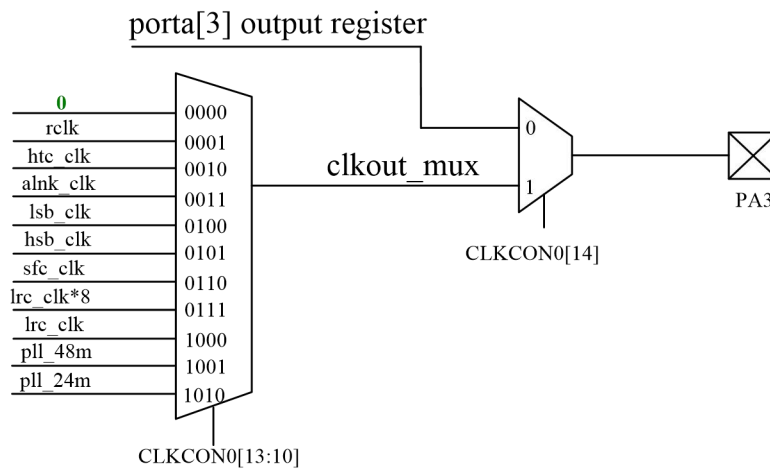 porta[3] output register
0
0000
rclk
0001
htc_clk
0010
alnk_clk
0011
lsb_clk
0100
hsb_clk
0101
sfc_clk
0110
lrc_clk*8
0111
lrc_clk
1000
pll_48m
1001
pll_24m
1010
CLKCON0[13:10]
clkout_mux
0
1
CLKCON0[14]
PA3